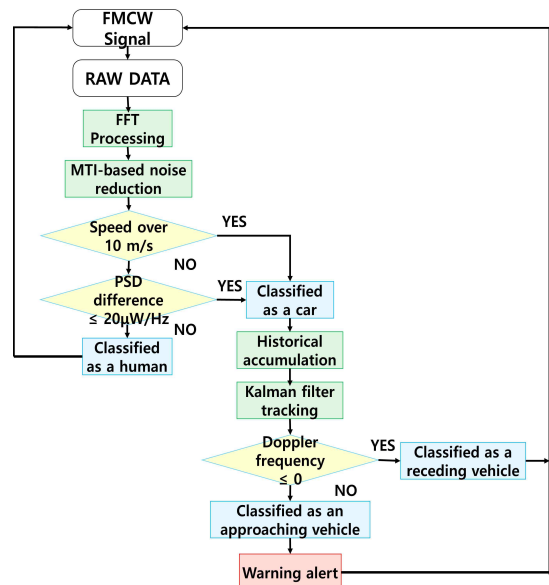 FMCW
Signal
RAW DATA
FFT
Processing
MTI-based noise
reduction
Speed over
10 m/s
YES
NO
PSD
difference
≤ 20μW/Hz
YES
NO
Classified
as a car
Classified
as a human
Historical
accumulation
Kalman filter
tracking
Doppler
frequency
≤ 0
YES
Classified as a
receding vehicle
NO
Classified as an
approaching vehicle
Warning alert